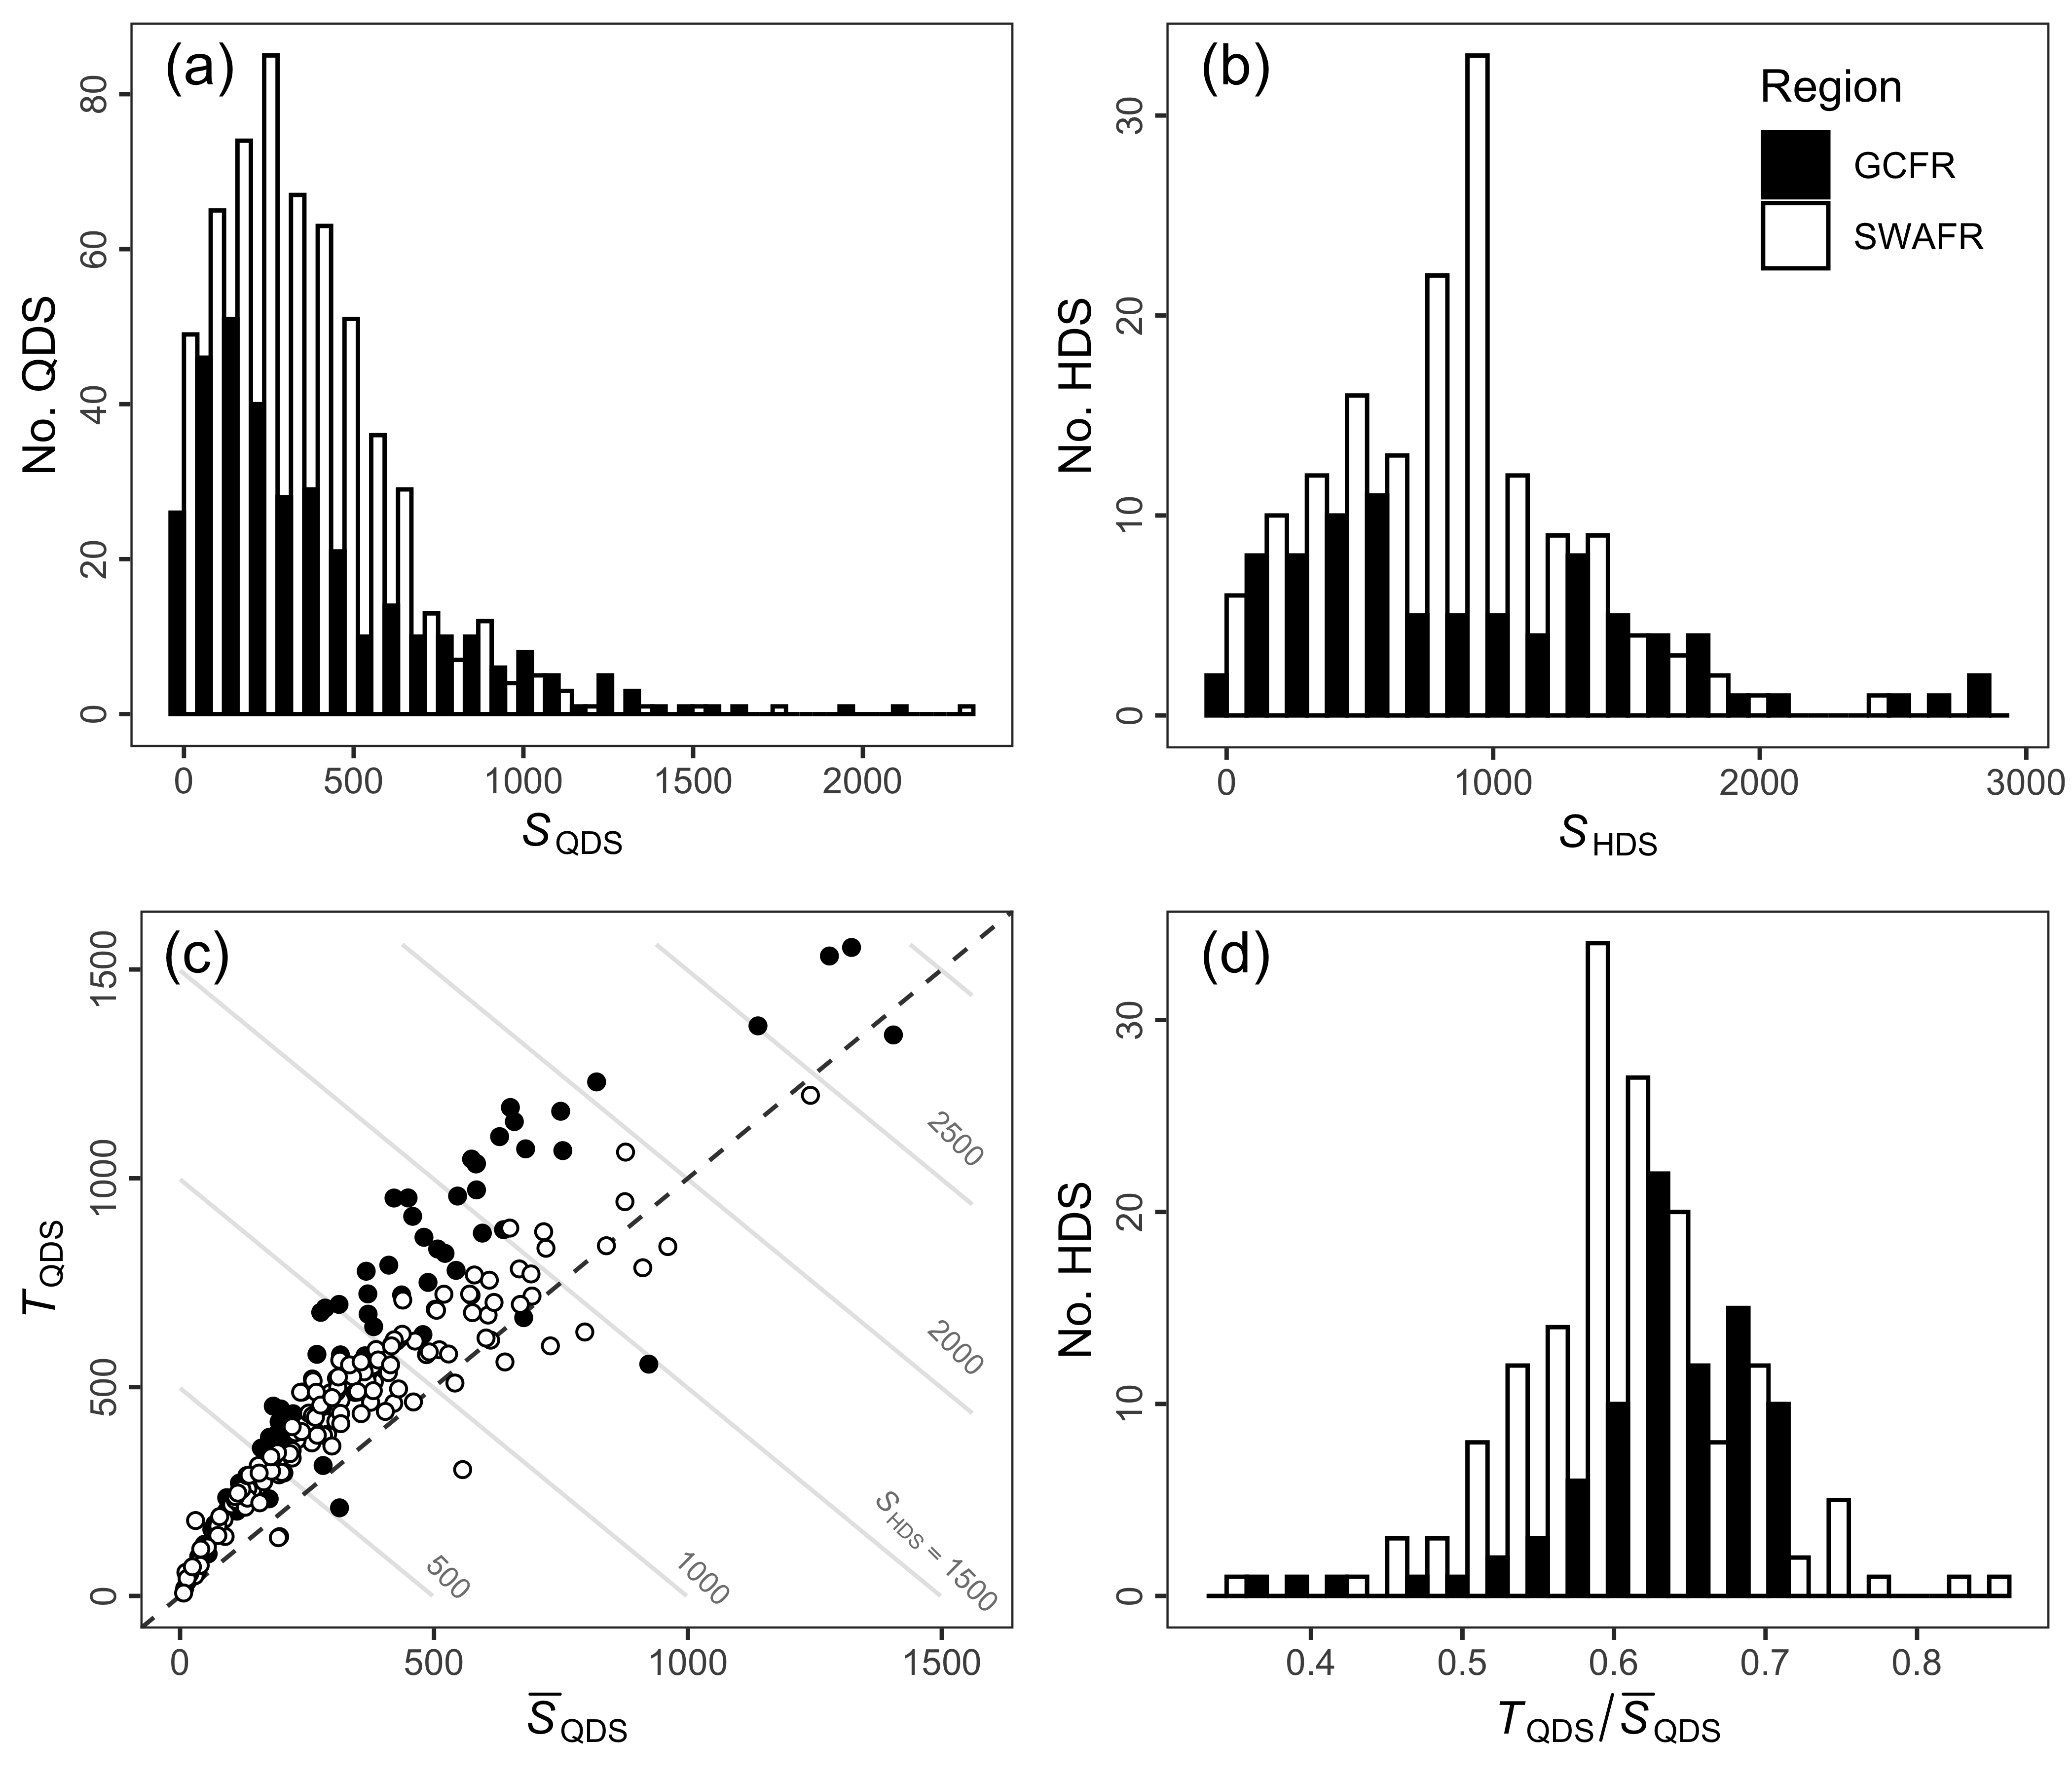 (a)
No. QDS
80
60
40
20
0
0 500 1000 1500 2000
S QDS
(b)
Region
GCFR
SWAFR
No. HDS
30
20
10
0
0 1000 2000 3000
S HDS
(c)
T QDS
1500
1000
500
0
2500
2000
S HDS = 1500
1000
500
0 500 1000 1500
S̅ QDS
(d)
No. HDS
30
20
10
0
0.4 0.5 0.6 0.7 0.8
T QDS / S̅ QDS